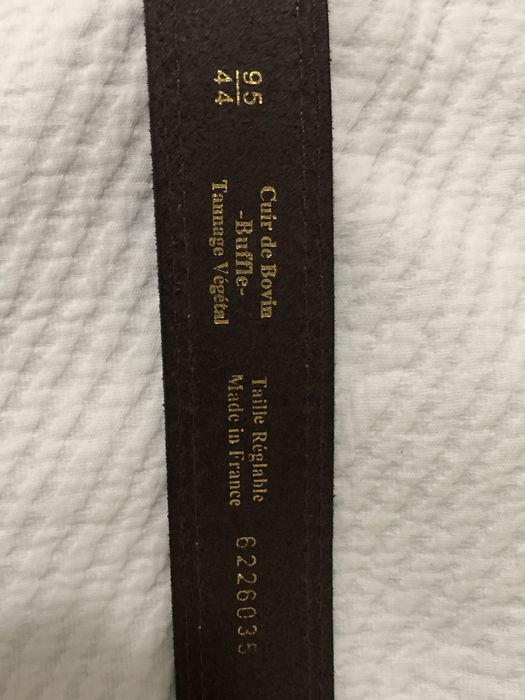 95
44
Cuir de Bovin
-Buffle-
Tannage Végétal
Taille Réglable
Made in France
6226035